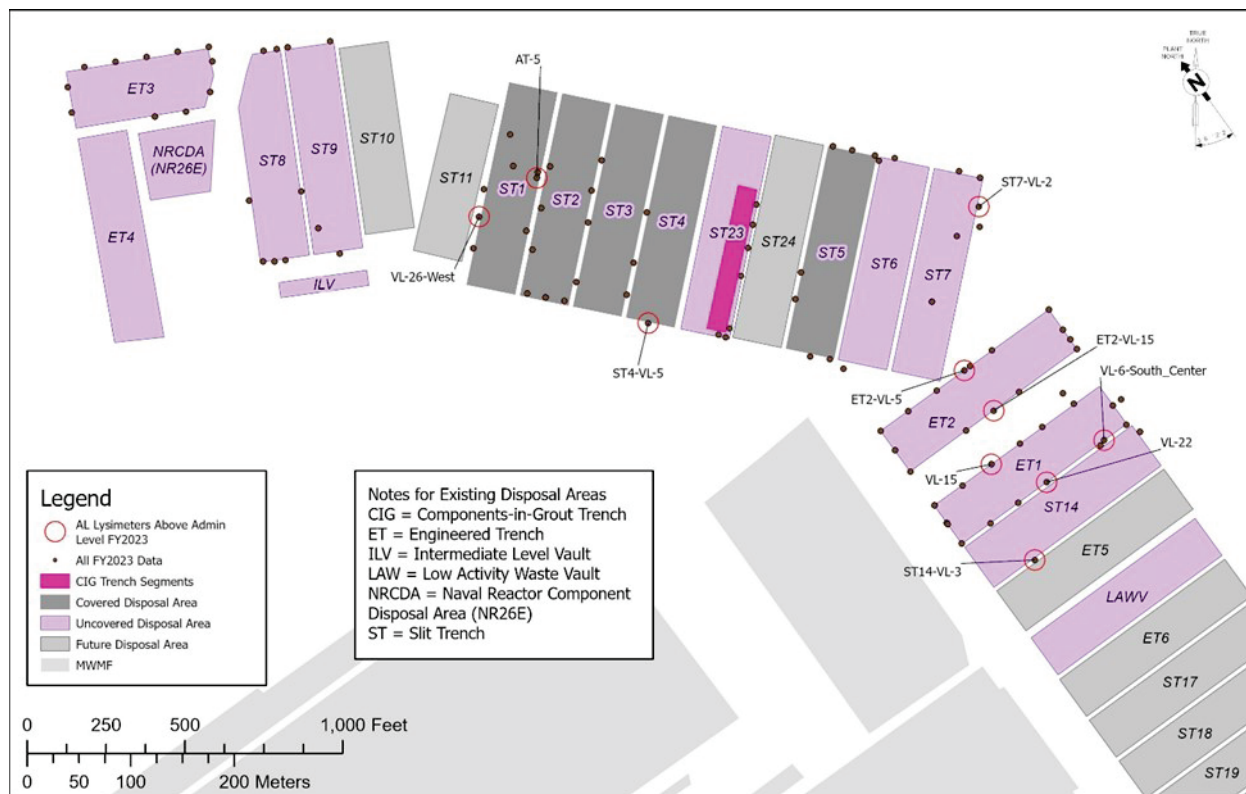 TRUE
NORTH
PLANT
NORTH
N
AT-5
ET3
NRCDA
(NR26E)
ST8
ST9
ST10
ST11
ST1
ST2
ST3
ST4
ST23
ST24
ST5
ST6
ST7
ST7-VL-2
ET4
ILV
VL-26-West
ST4-VL-5
ET2-VL-15
VL-6-South_Center
ET2-VL-5
ET2
VL-22
VL-15
ET1
ST14
ST14-VL-3
ET5
LAWV
ET6
ST17
ST18
ST19
Legend
AL Lysimeters Above Admin
Level FY2023
All FY2023 Data
CIG Trench Segments
Covered Disposal Area
Uncovered Disposal Area
Future Disposal Area
MWMF
Notes for Existing Disposal Areas
CIG = Components-in-Grout Trench
ET = Engineered Trench
ILV = Intermediate Level Vault
LAW = Low Activity Waste Vault
NRCDA = Naval Reactor Component
Disposal Area (NR26E)
ST = Slit Trench
0 250 500 1,000 Feet
0 50 100 200 Meters